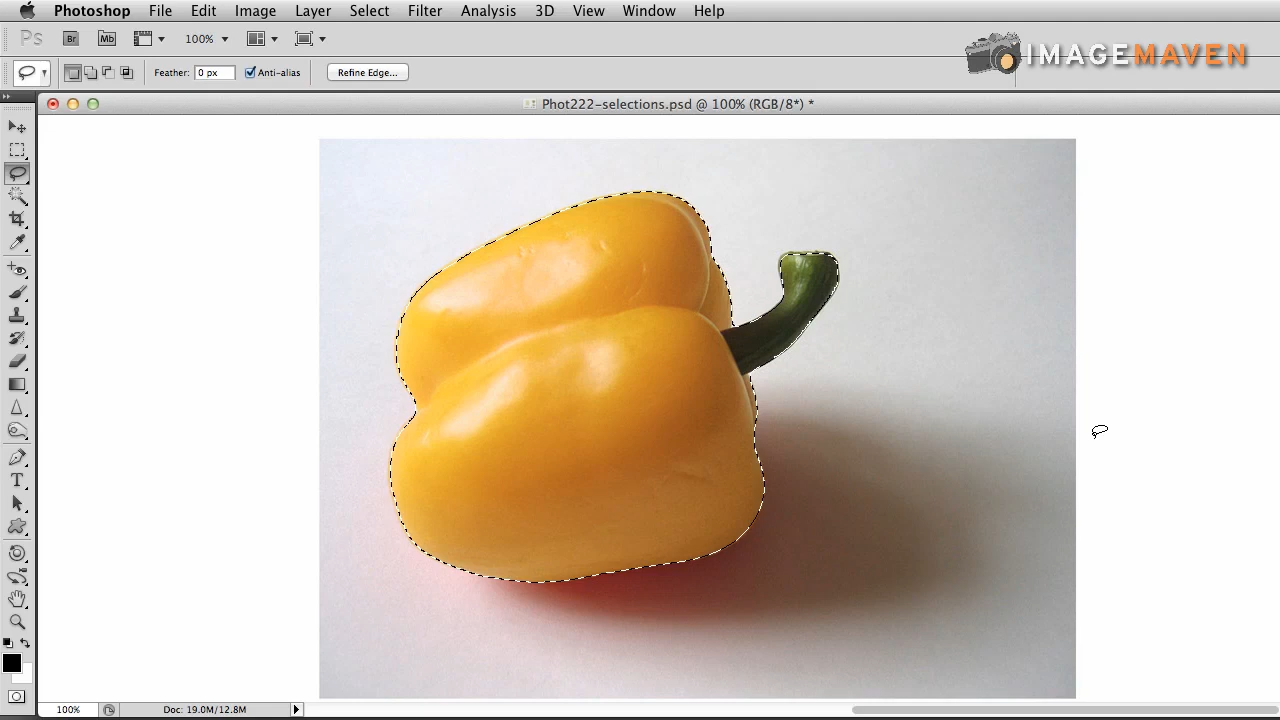 Photoshop File Edit Image Layer Select Filter Analysis 3D View Window Help
Ps Br Mb 100%
IMAGEMAVEN
Feather: 0 px Anti-alias Refine Edge...
Phot222-selections.psd @ 100% (RGB/8*) *
T
100% Doc: 19.0M/12.8M